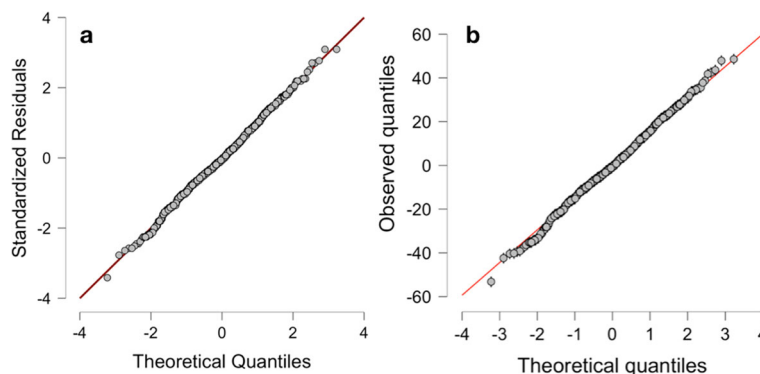 a
Standardized Residuals
4
2
0
-2
-4
-4 -2 0 2 4
Theoretical Quantiles
b
Observed quantiles
60
40
20
0
-20
-40
-60
-4 -3 -2 -1 0 1 2 3 4
Theoretical quantiles